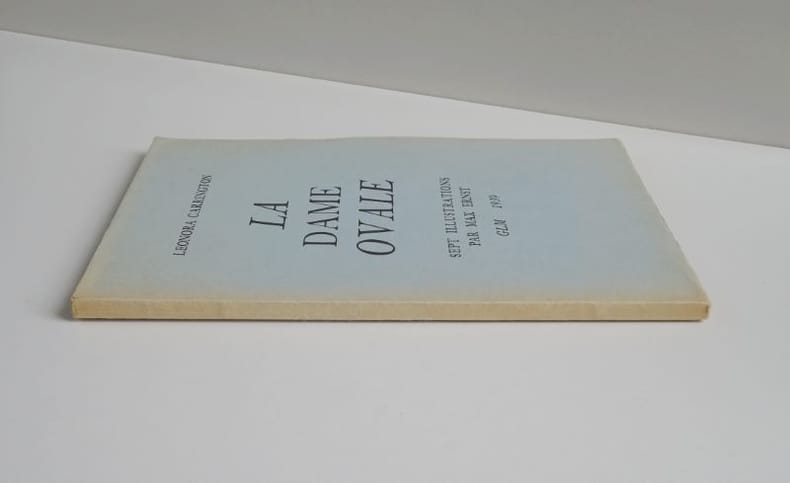 LEONORA CARRINGTON
LA
DAME
OVALE
SEPT ILLUSTRATIONS
PAR MAX ERNST
GLM 1939